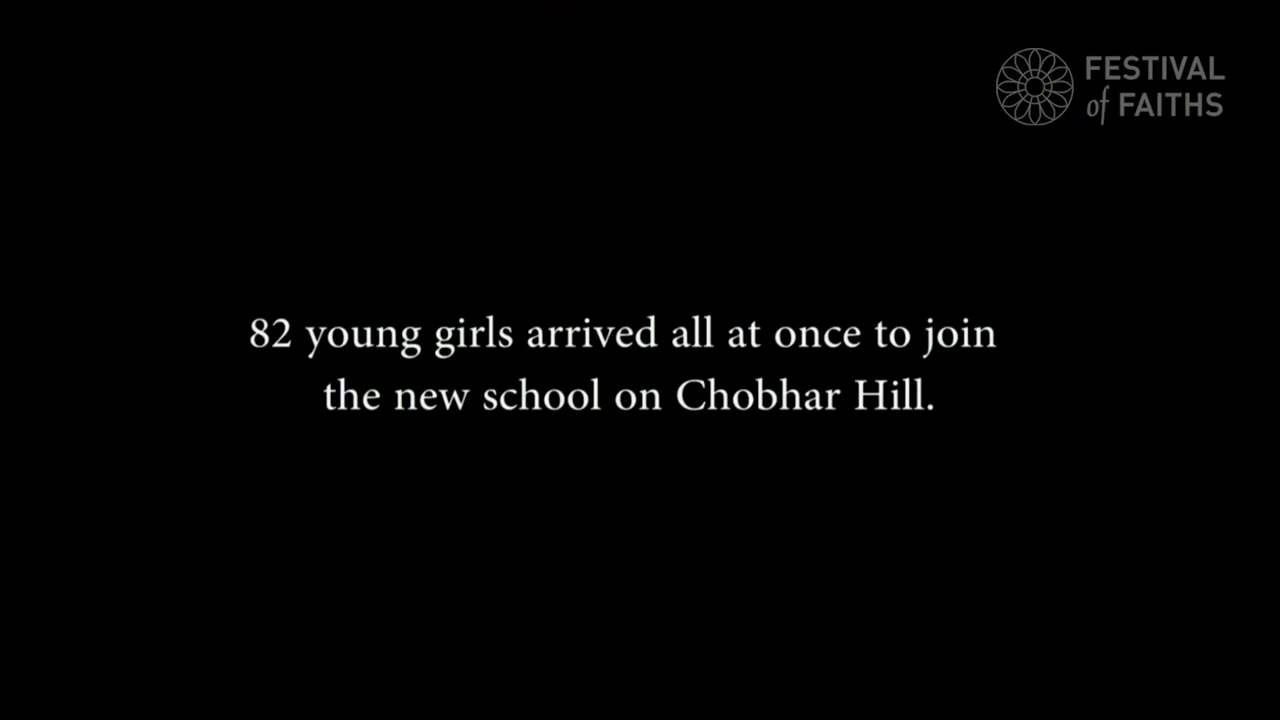 FESTIVAL
of FAITHS
82 young girls arrived all at once to join
the new school on Chobhar Hill.